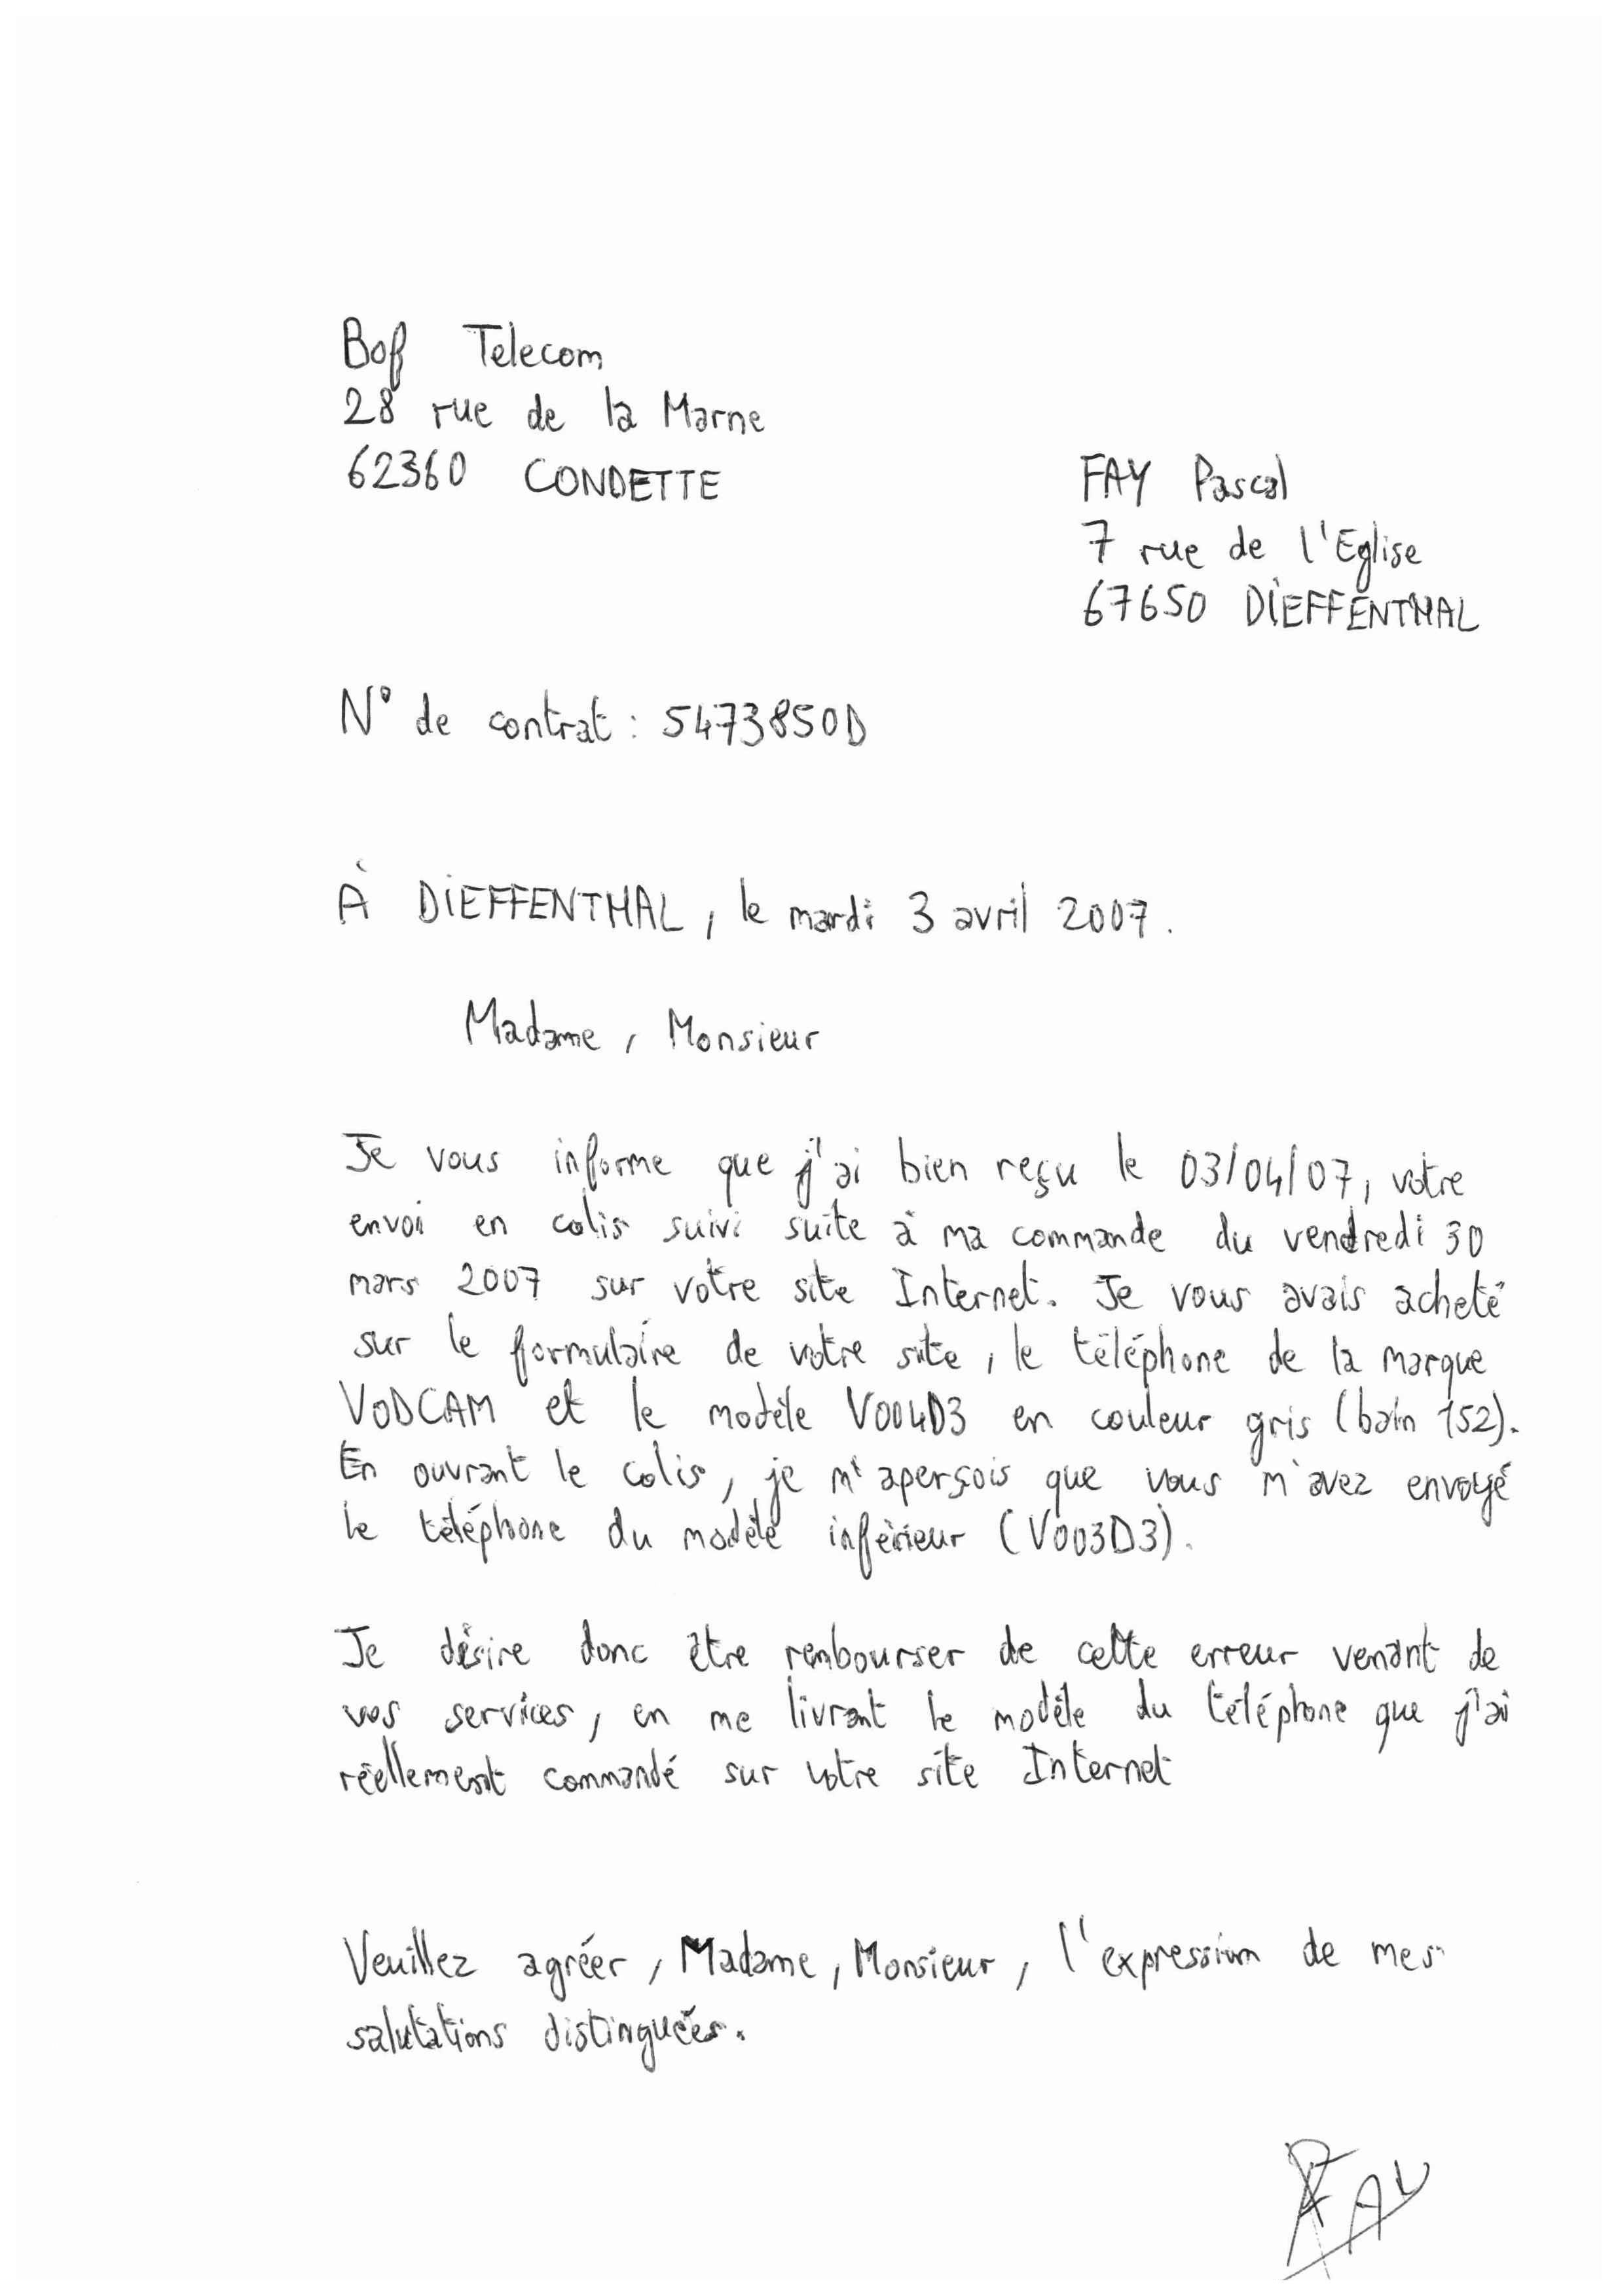 Bof Telecom
28 rue de la Marne
62360 CONDETTE
FAY Pascal
7 rue de l'Eglise
67650 DIEFFENTHAL
N° de contrat : 5473850D
À DIEFFENTHAL, le mardi 3 avril 2007.
Madame, Monsieur
Je vous informe que j'ai bien reçu le 03/04/07, votre
envoi en colis suivi suite à ma commande du vendredi 30
mars 2007 sur votre site Internet. Je vous avais acheté
sur le formulaire de votre site, le téléphone de la marque
VODCAM et le modèle V004D3 en couleur gris (bain 152).
En ouvrant le colis, je m'aperçois que vous m'avez envoyé
le téléphone du modèle inférieur (V003D3).
Je désire donc être rembourser de cette erreur venant de
vos services, en me livrant le modèle du téléphone que j'ai
réellement commandé sur votre site Internet
Veuillez agréer, Madame, Monsieur, l'expression de mes
salutations distinguées.
FAY